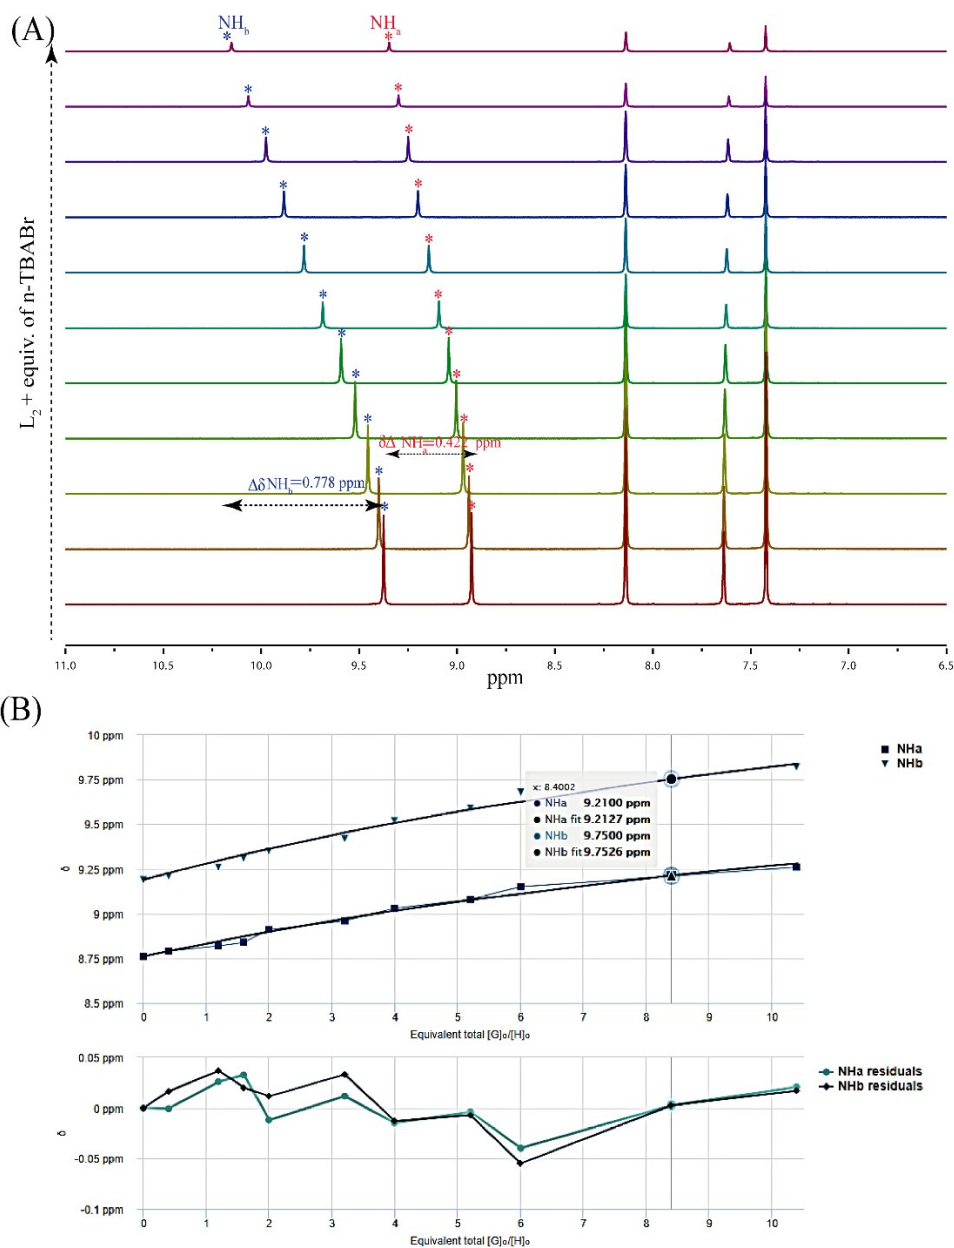 (A)
NHb
NHa
* *
* *
* *
* *
* *
* *
* *
* *
* *
δΔ NHa=0.422 ppm
* *
ΔδNHb=0.778 ppm
* *
L2 + equiv. of n-TBABr
11.0 10.5 10.0 9.5 9.0 8.5 8.0 7.5 7.0 6.5
ppm
(B)
10 ppm
9.75 ppm
9.5 ppm
9.25 ppm
9 ppm
8.75 ppm
8.5 ppm
δ
NHa
NHb
x: 8.4002
NHa 9.2100 ppm
NHa fit 9.2127 ppm
NHb 9.7500 ppm
NHb fit 9.7526 ppm
0 1 2 3 4 5 6 7 8 9 10
Equivalent total [G]₀/[H]₀
0.05 ppm
0 ppm
-0.05 ppm
-0.1 ppm
δ
NHa residuals
NHb residuals
0 1 2 3 4 5 6 7 8 9 10
Equivalent total [G]₀/[H]₀